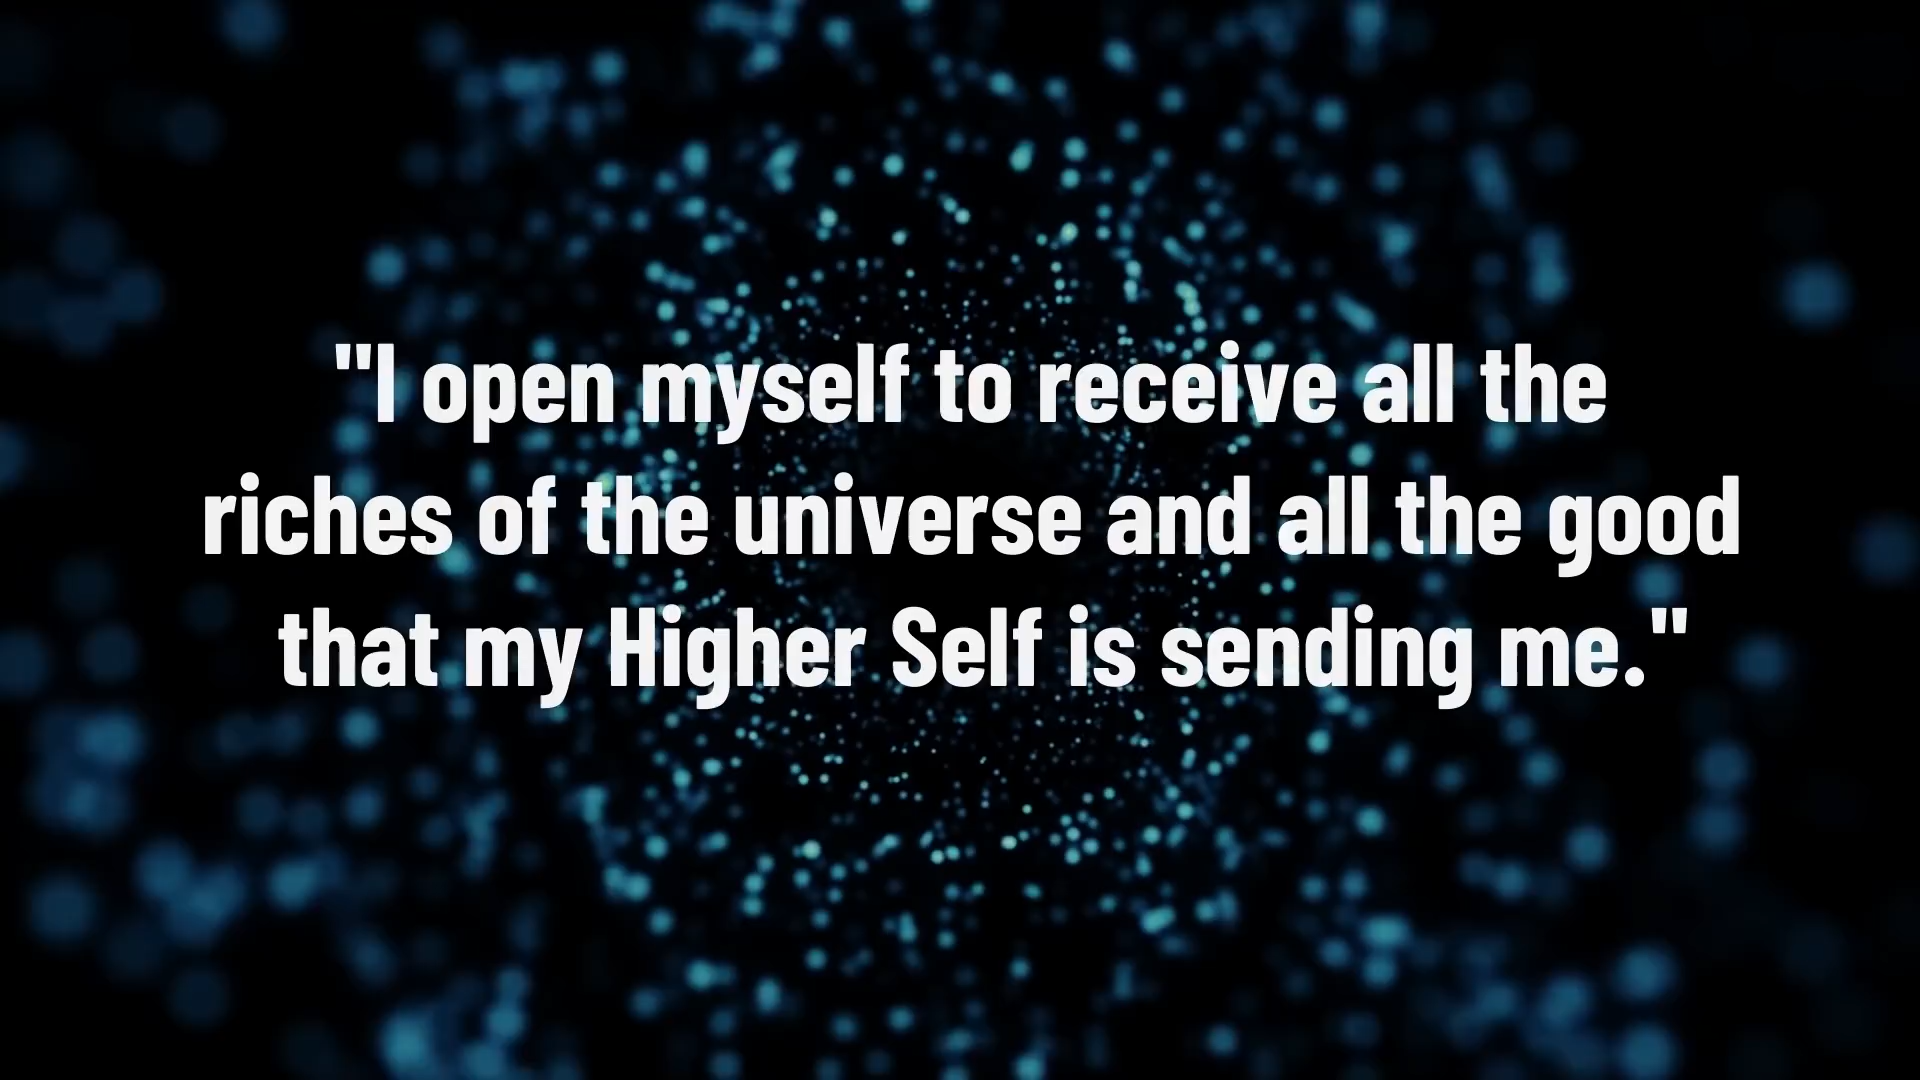 "I open myself to receive all the
riches of the universe and all the good
that my Higher Self is sending me."